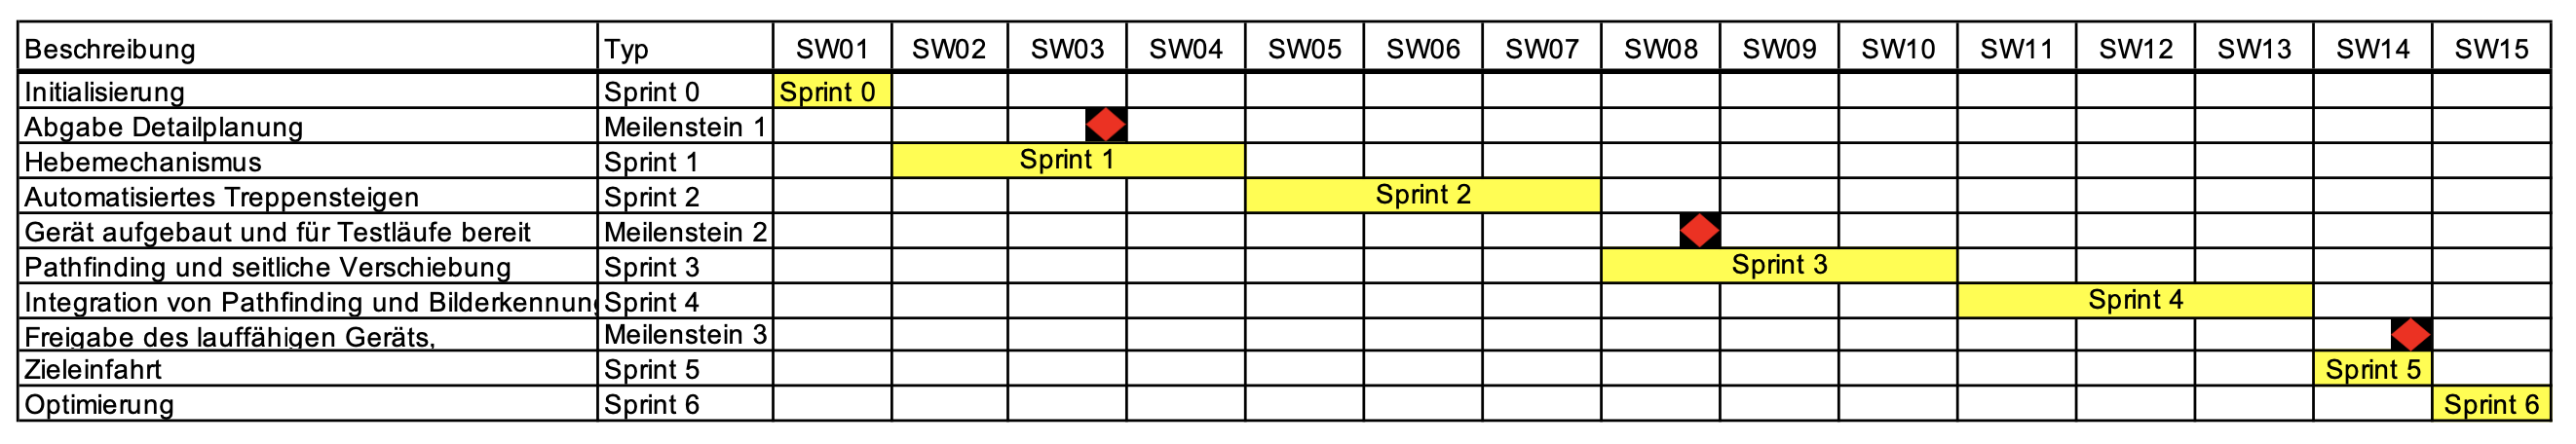 Beschreibung Typ SW01 SW02 SW03 SW04 SW05 SW06 SW07 SW08 SW09 SW10 SW11 SW12 SW13 SW14 SW15
Initialisierung Sprint 0 Sprint 0
Abgabe Detailplanung Meilenstein 1
Hebemechanismus Sprint 1 Sprint 1
Automatisiertes Treppensteigen Sprint 2 Sprint 2
Gerät aufgebaut und für Testläufe bereit Meilenstein 2
Pathfinding und seitliche Verschiebung Sprint 3 Sprint 3
Integration von Pathfinding und Bilderkennung Sprint 4 Sprint 4
Freigabe des lauffähigen Geräts, Meilenstein 3
Zieleinfahrt Sprint 5 Sprint 5
Optimierung Sprint 6 Sprint 6